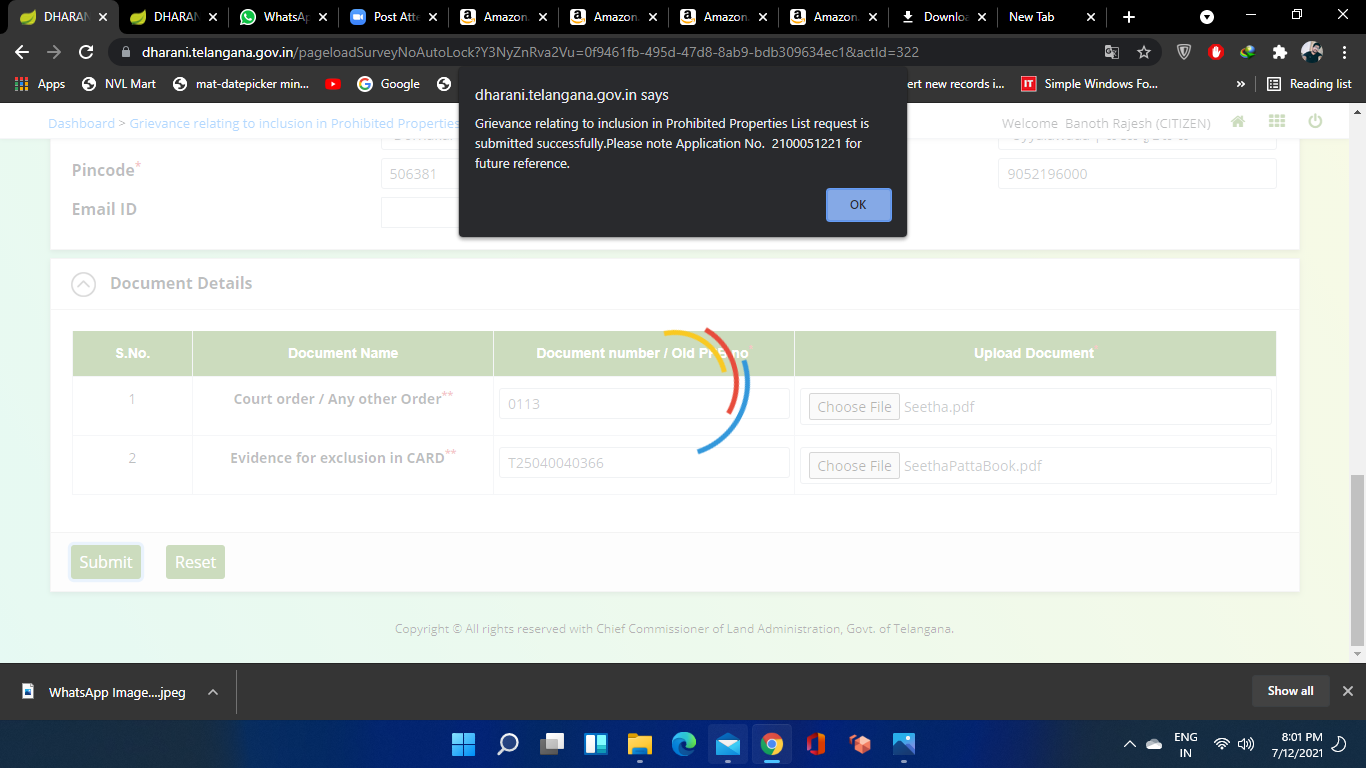 DHARAN
DHARAN
WhatsAp
Post Atte
Amazon.
Amazon.
Amazon.
Amazon.
Downloa
New Tab
dharani.telangana.gov.in/pageloadSurveyNoAutoLock?Y3NyZnRva2Vu=0f9461fb-495d-47d8-8ab9-bdb309634ec1&actId=322
Apps
NVL Mart
mat-datepicker min...
Google
ert new records i...
IT
Simple Windows Fo...
»
Reading list
dharani.telangana.gov.in says
Grievance relating to inclusion in Prohibited Properties List request is
submitted successfully.Please note Application No. 2100051221 for
future reference.
OK
Dashboard > Grievance relating to inclusion in Prohibited Properties
Welcome Banoth Rajesh (CITIZEN)
Pincode*
506381
9052196000
Email ID
Document Details
S.No.
Document Name
Document number / Old PPB no
Upload Document
1
Court order / Any other Order**
0113
Choose File Seetha.pdf
2
Evidence for exclusion in CARD**
T25040040366
Choose File SeethaPattaBook.pdf
Submit
Reset
Copyright © All rights reserved with Chief Commissioner of Land Administration, Govt. of Telangana.
WhatsApp Image....jpeg
Show all
ENG
IN
8:01 PM
7/12/2021